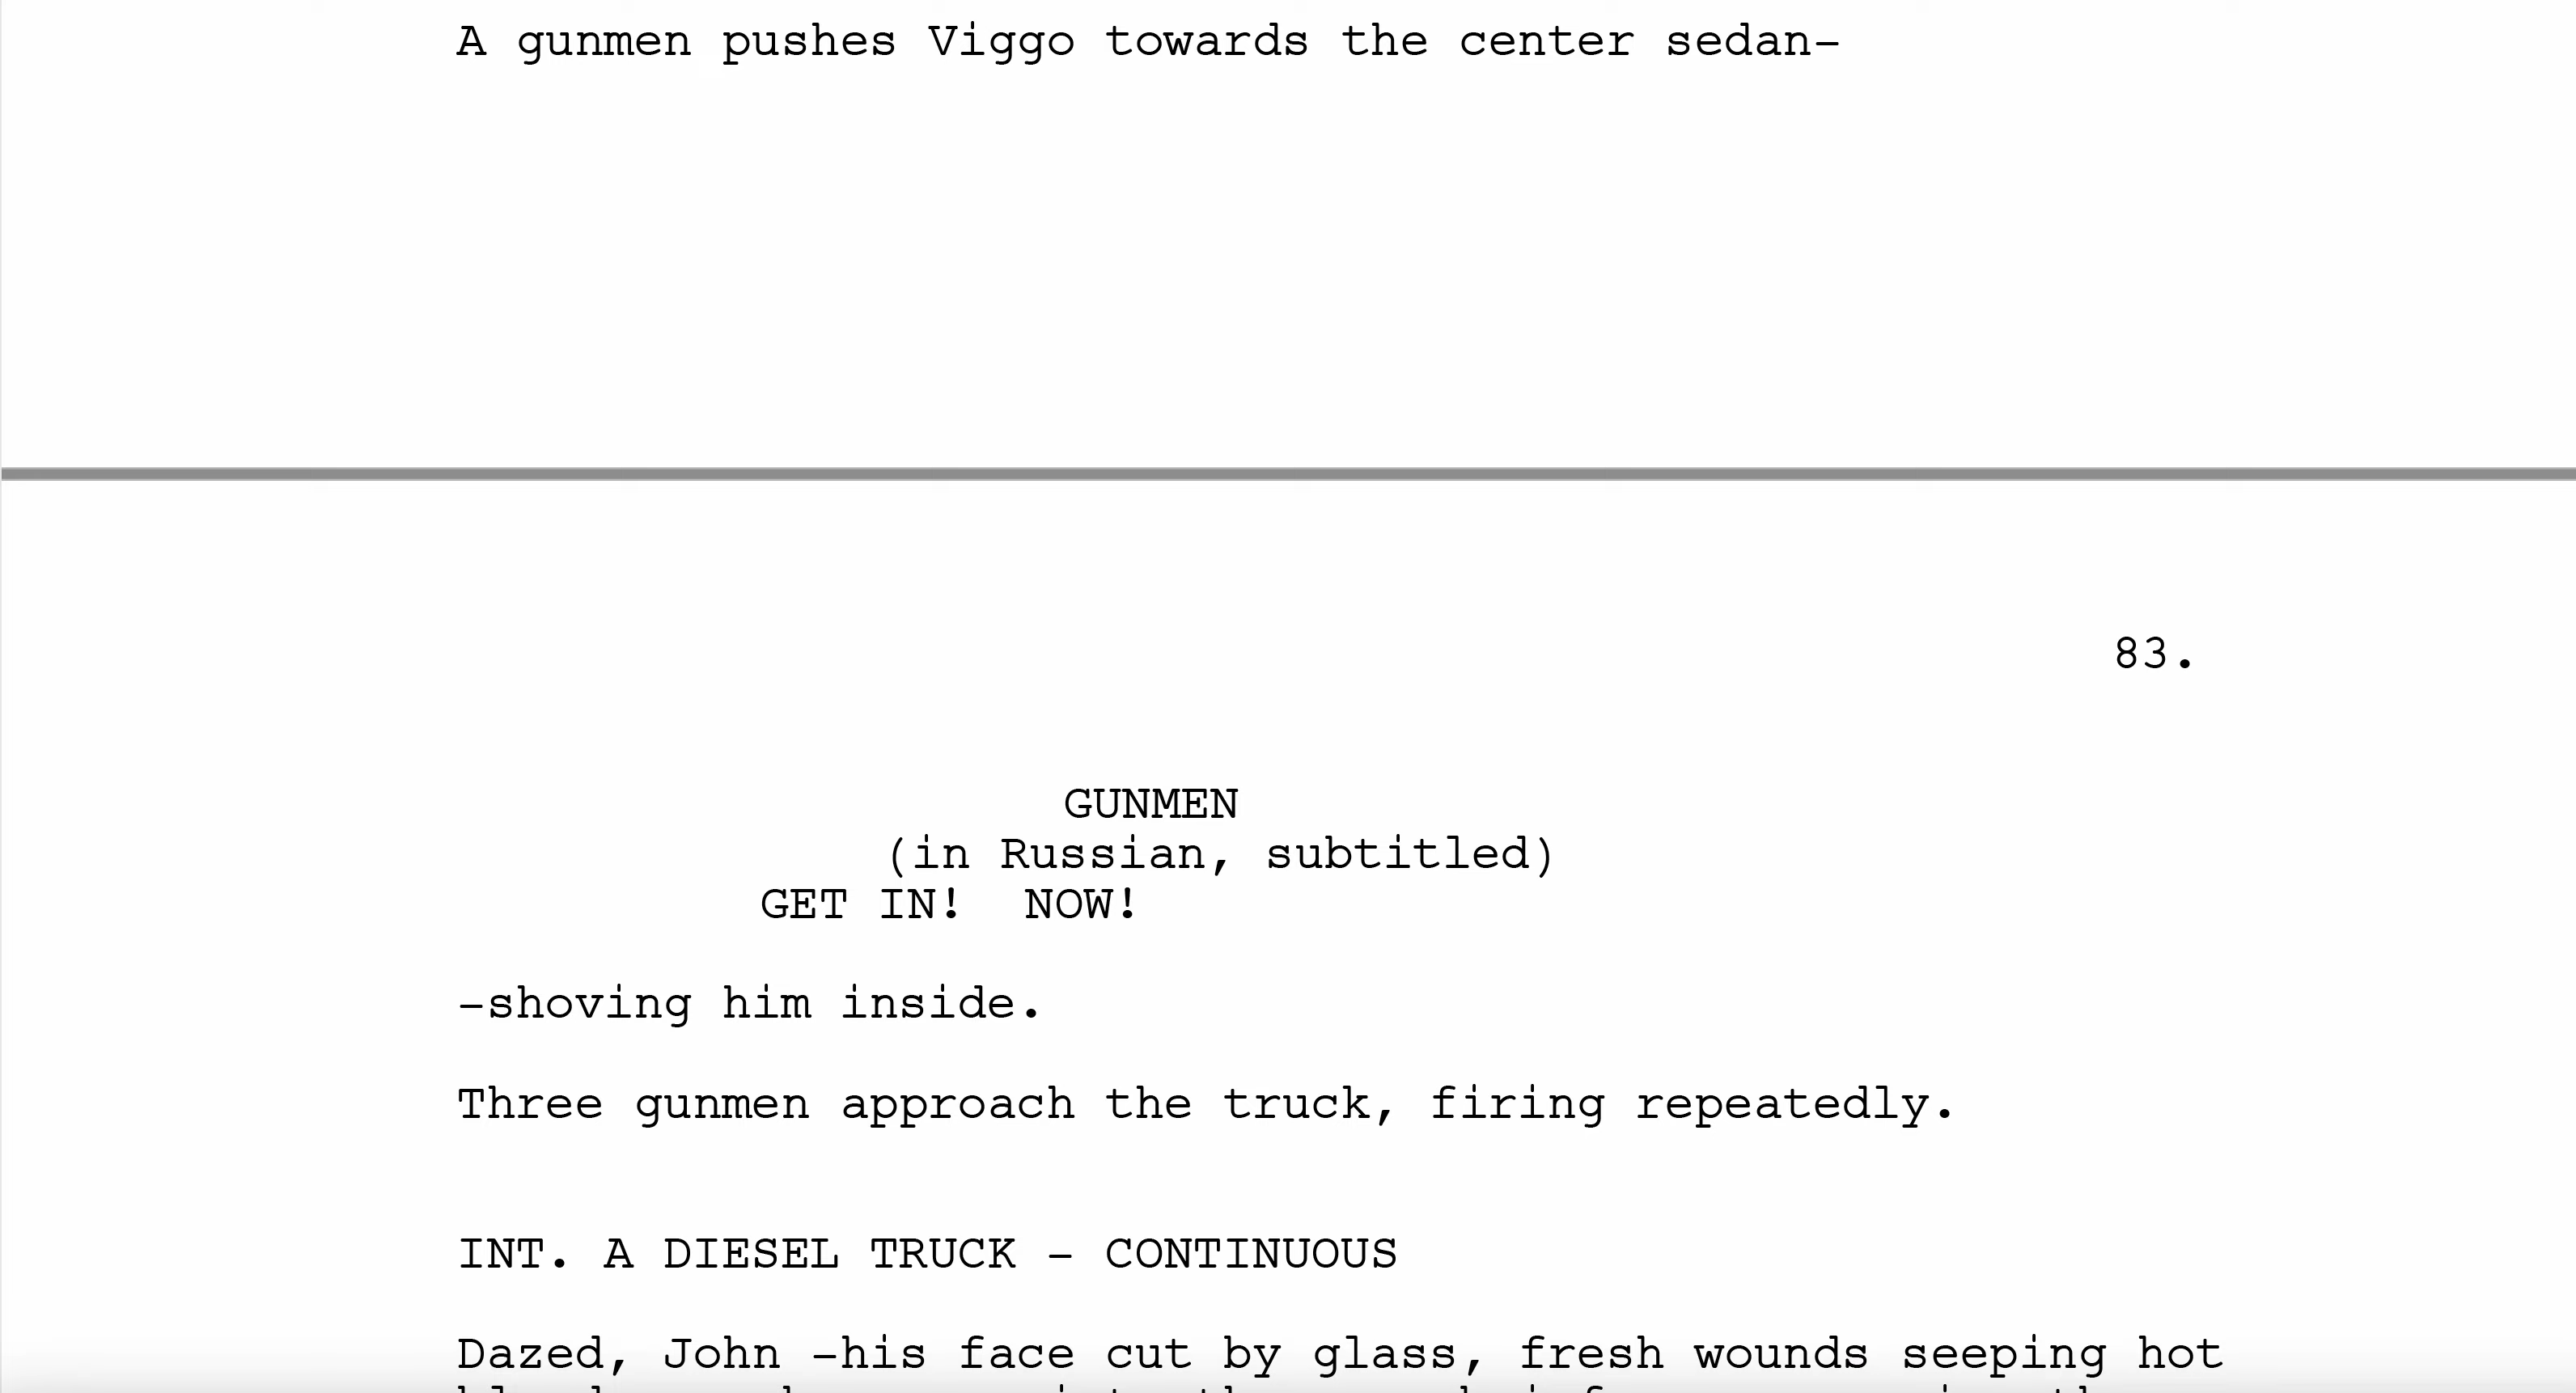 A gunmen pushes Viggo towards the center sedan-
83.
GUNMEN
(in Russian, subtitled)
GET IN!  NOW!
-shoving him inside.
Three gunmen approach the truck, firing repeatedly.
INT. A DIESEL TRUCK - CONTINUOUS
Dazed, John -his face cut by glass, fresh wounds seeping hot